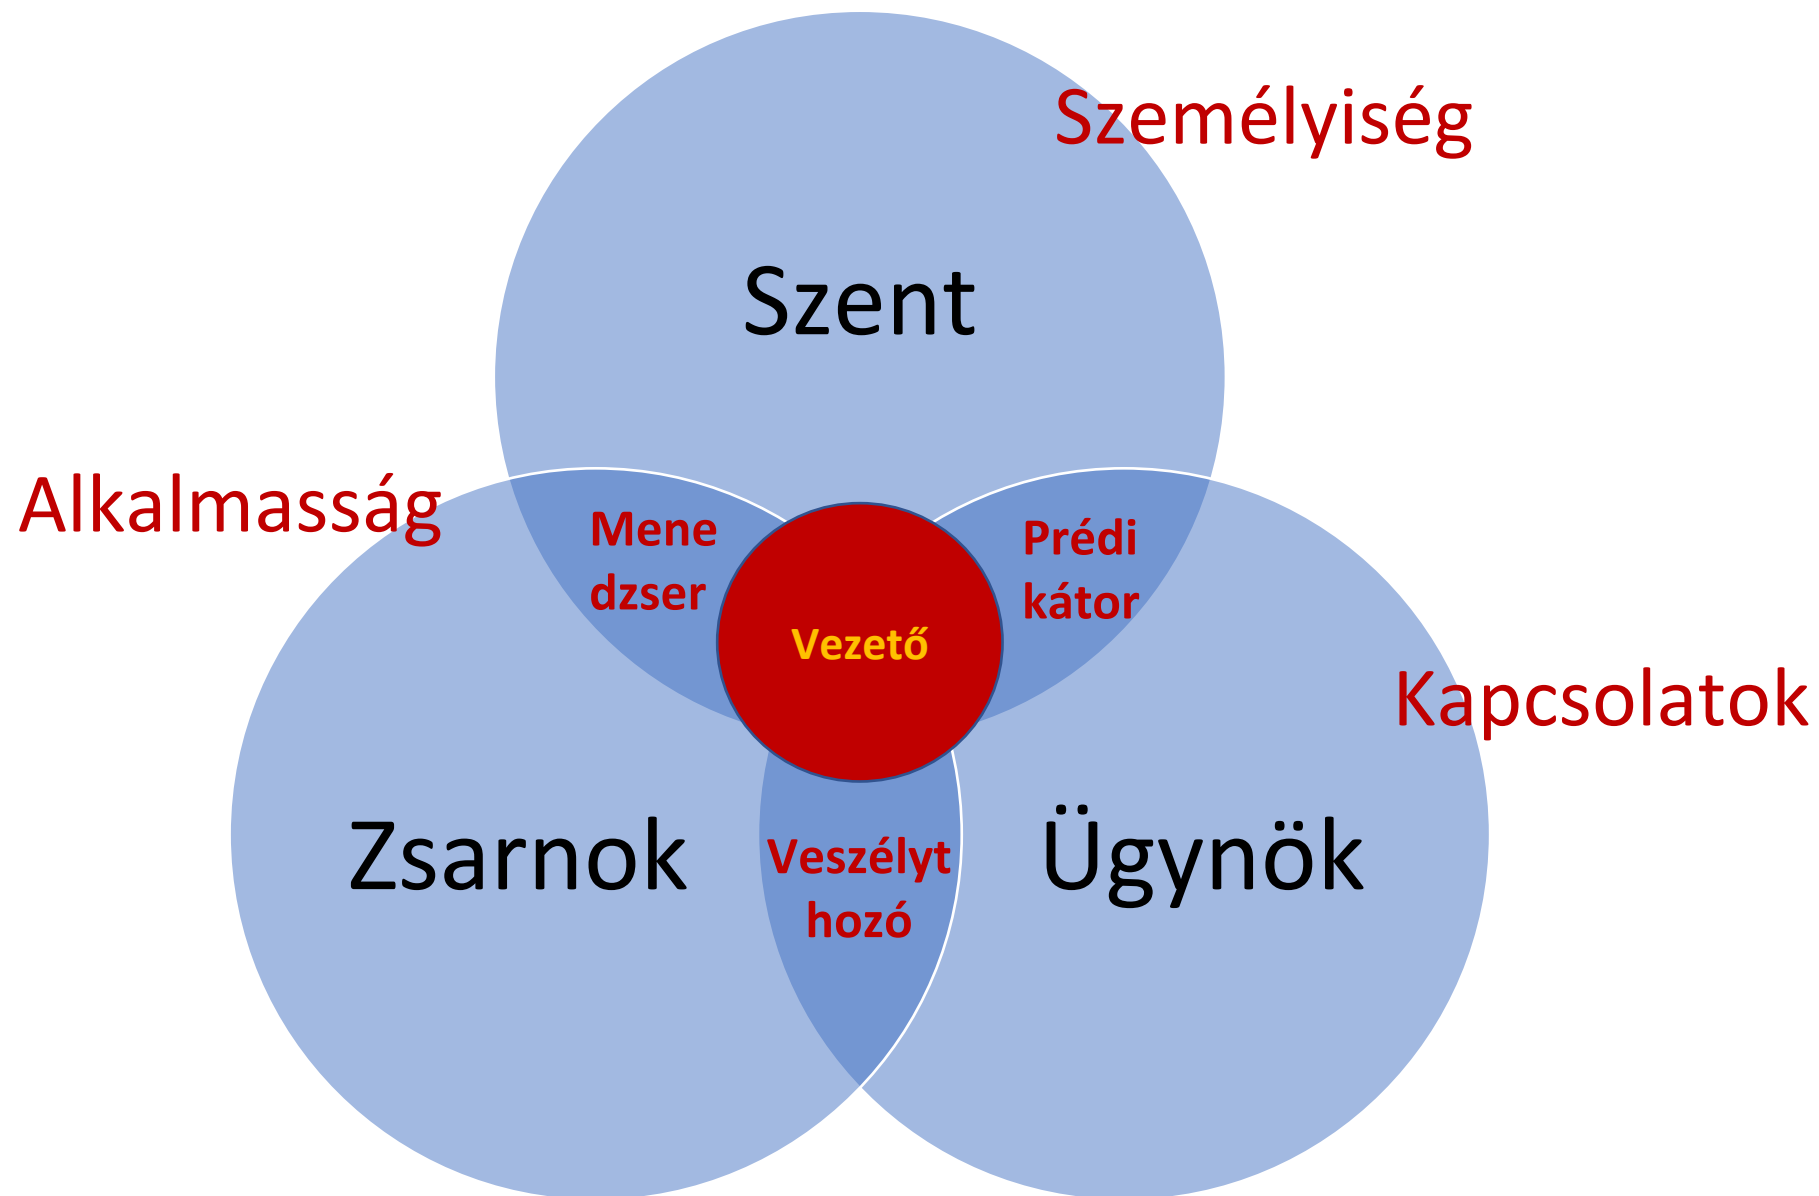 Személyiség
Szent
Alkalmasság
Mene
dzser
Prédi
kátor
Vezető
Kapcsolatok
Zsarnok
Veszélyt
hozó
Ügynök